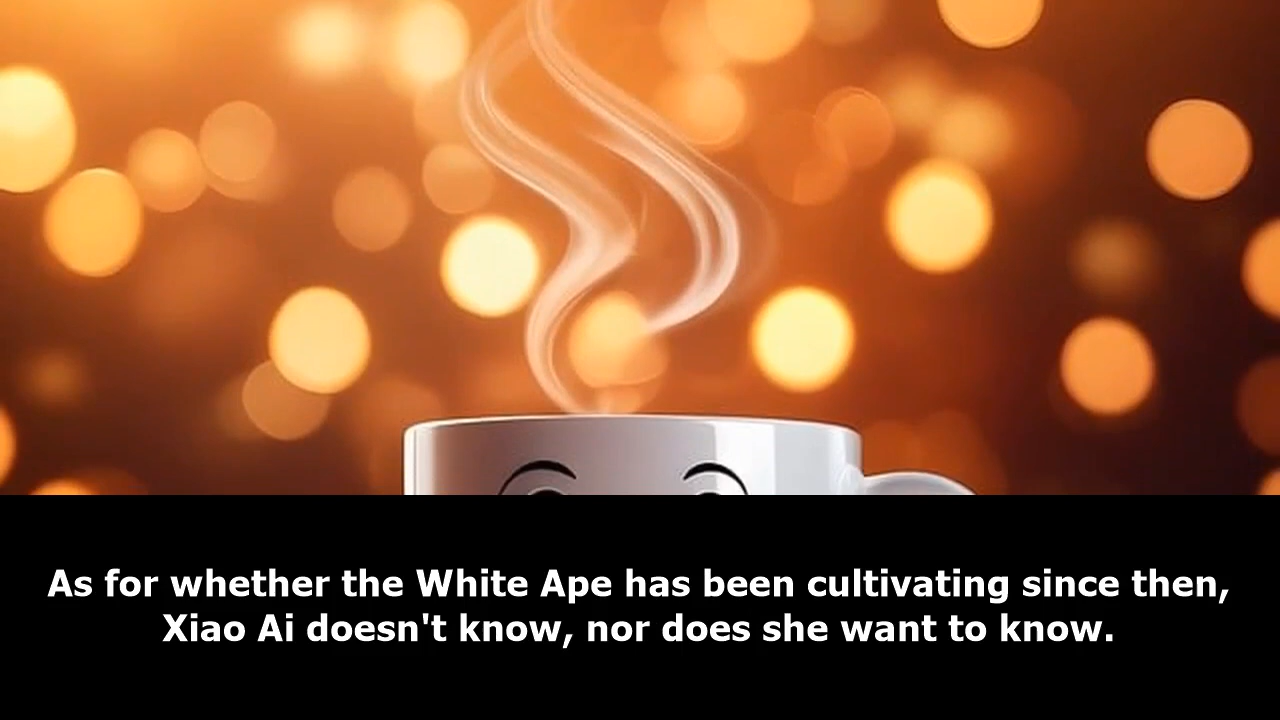 As for whether the White Ape has been cultivating since then,
Xiao Ai doesn't know, nor does she want to know.